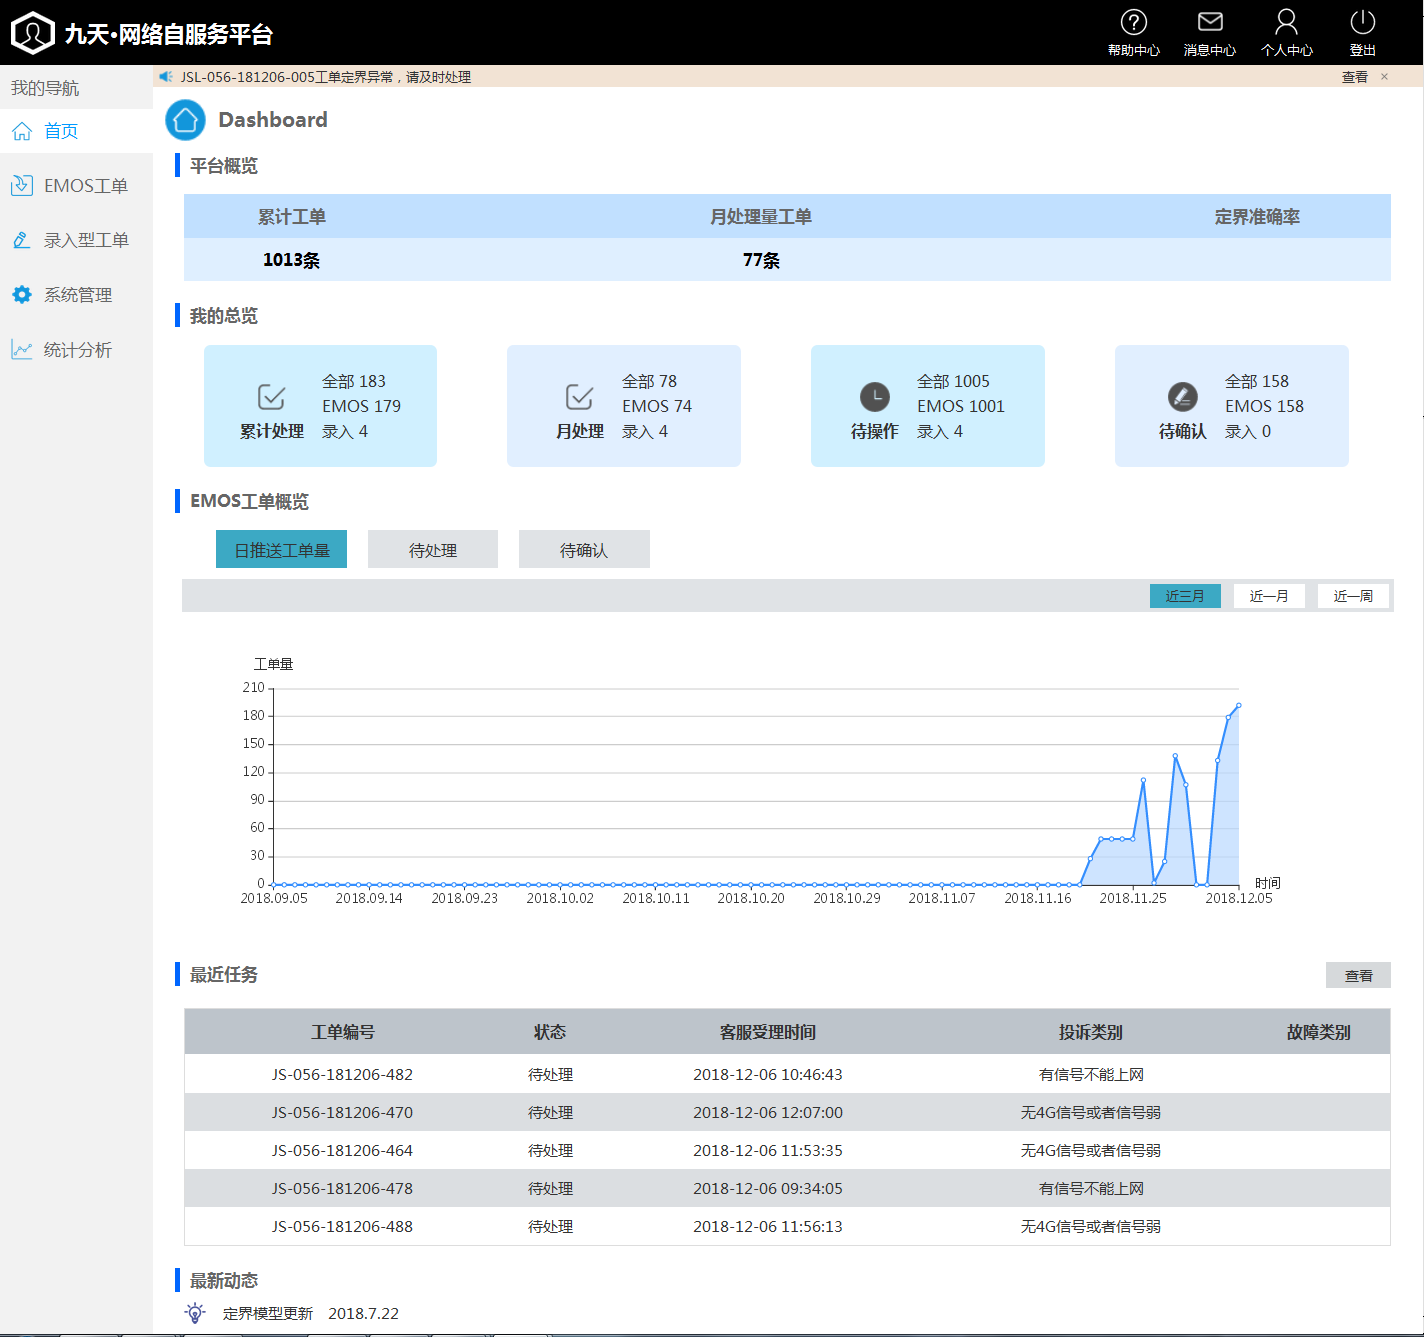 九天·网络自服务平台
帮助中心 消息中心 个人中心 登出
我的导航
首页
EMOS工单
录入型工单
系统管理
统计分析
JSL-056-181206-005工单定界异常，请及时处理 查看 ×
Dashboard
平台概览
累计工单 月处理量工单 定界准确率
1013条 77条
我的总览
累计处理
全部 183
EMOS 179
录入 4
月处理
全部 78
EMOS 74
录入 4
待操作
全部 1005
EMOS 1001
录入 4
待确认
全部 158
EMOS 158
录入 0
EMOS工单概览
日推送工单量 待处理 待确认
近三月 近一月 近一周
工单量
210
180
150
120
90
60
30
0
时间
2018.09.05 2018.09.14 2018.09.23 2018.10.02 2018.10.11 2018.10.20 2018.10.29 2018.11.07 2018.11.16 2018.11.25 2018.12.05
最近任务 查看
工单编号 状态 客服受理时间 投诉类别 故障类别
JS-056-181206-482 待处理 2018-12-06 10:46:43 有信号不能上网
JS-056-181206-470 待处理 2018-12-06 12:07:00 无4G信号或者信号弱
JS-056-181206-464 待处理 2018-12-06 11:53:35 无4G信号或者信号弱
JS-056-181206-478 待处理 2018-12-06 09:34:05 有信号不能上网
JS-056-181206-488 待处理 2018-12-06 11:56:13 无4G信号或者信号弱
最新动态
定界模型更新 2018.7.22